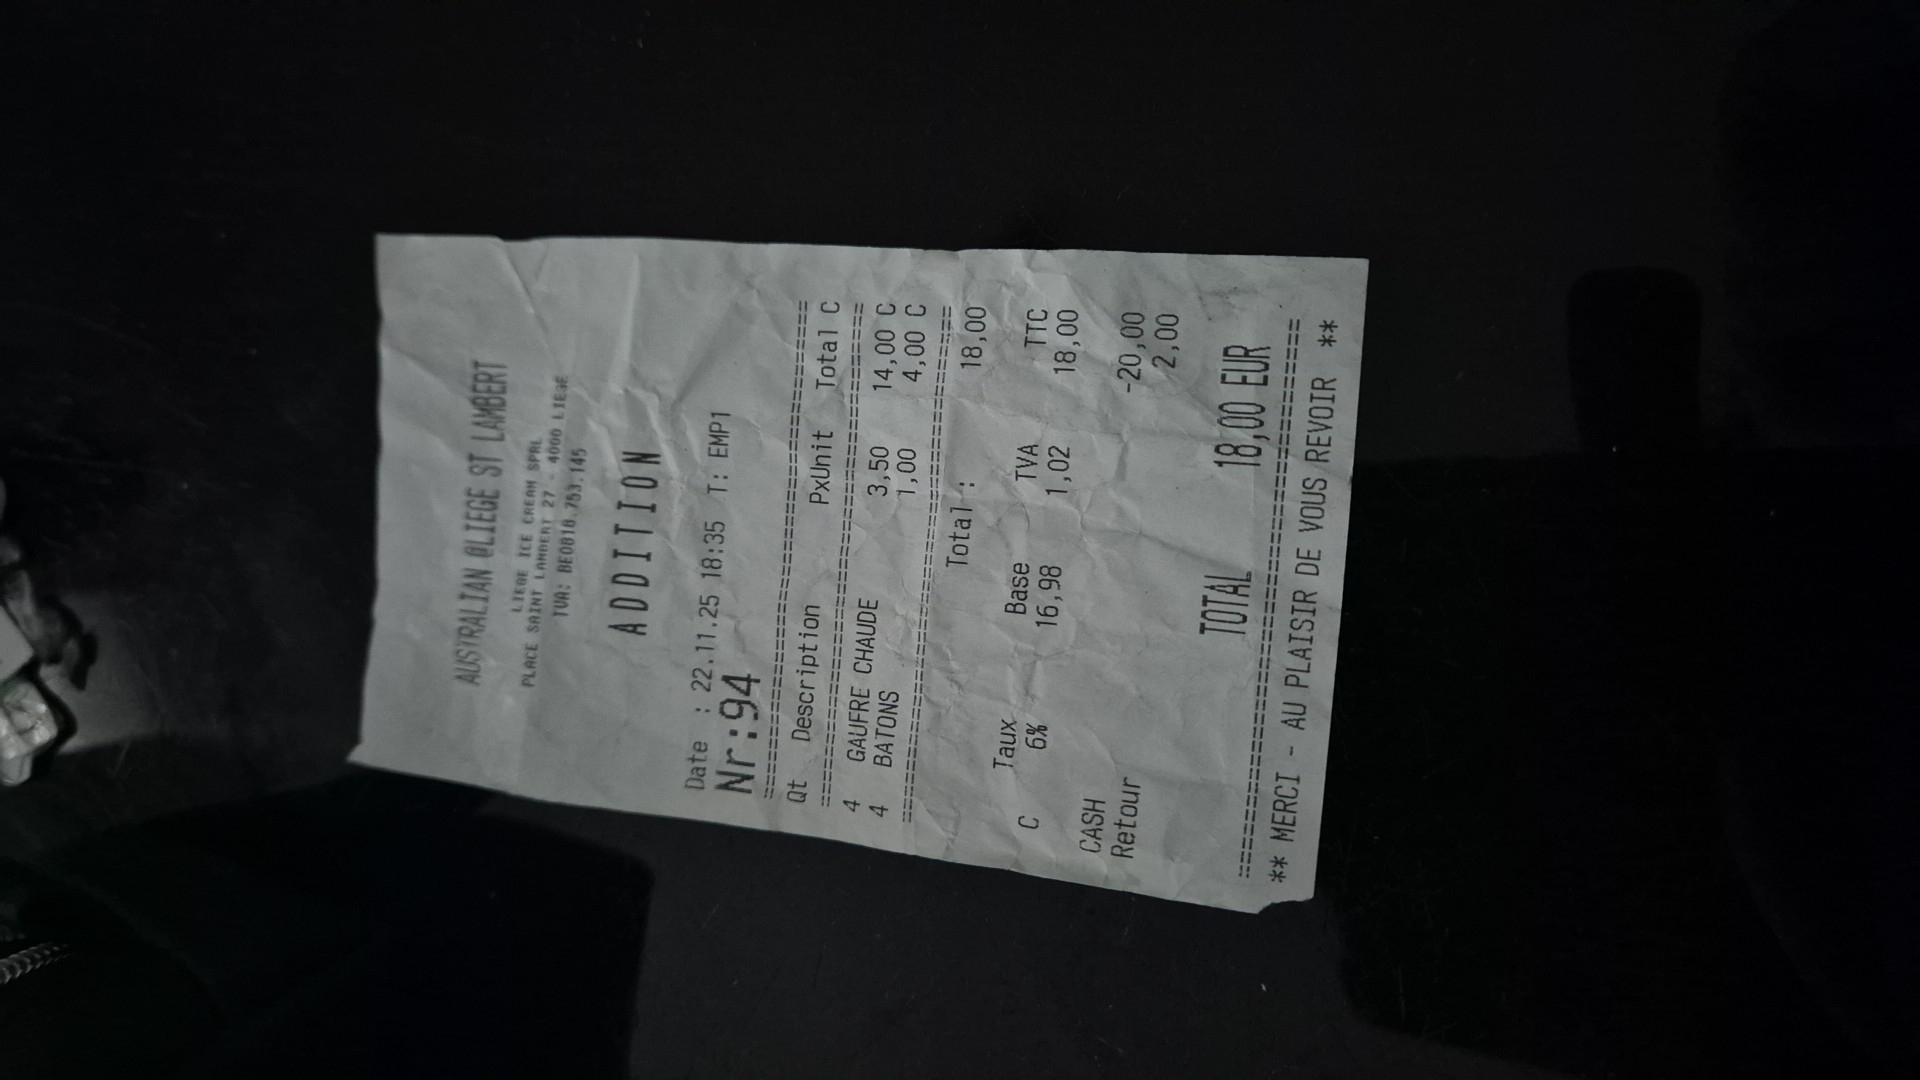 AUSTRALIAN @LIEGE ST LAMBERT
LIEGE ICE CREAM SPRL
PLACE SAINT LAMBERT 27 - 4000 LIEGE
TVA: BE0818.753.145
ADDITION
Date : 22.11.25 18:35 T: EMP1
Nr:94
Qt Description PxUnit Total C
4 GAUFRE CHAUDE 3,50 14,00 C
4 BATONS 1,00 4,00 C
Total : 18,00
Taux Base TVA TTC
C 6% 16,98 1,02 18,00
CASH -20,00
Retour 2,00
TOTAL 18,00 EUR
** MERCI - AU PLAISIR DE VOUS REVOIR **